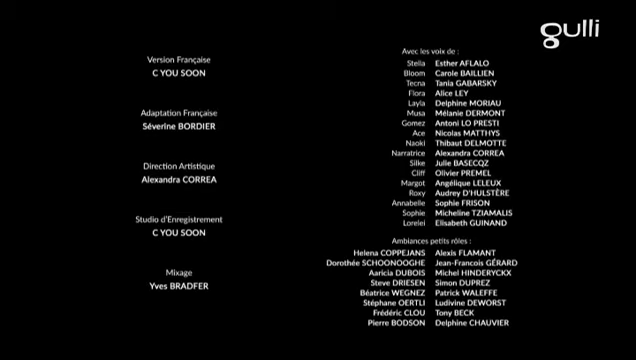 gulli
Version Française
C YOU SOON
Adaptation Française
Séverine BORDIER
Direction Artistique
Alexandra CORREA
Studio d'Enregistrement
C YOU SOON
Mixage
Yves BRADFER
Avec les voix de :
Stella Esther AFLALO
Bloom Carole BAILLIEN
Tecna Tania GABARSKY
Flora Alice LEY
Layla Delphine MORIAU
Musa Mélanie DERMONT
Gomez Antoni LO PRESTI
Ace Nicolas MATTHYS
Naoki Thibaut DELMOTTE
Narratrice Alexandra CORREA
Silke Julie BASECQZ
Cliff Olivier PREMEL
Margot Angélique LELEUX
Roxy Audrey D'HULSTÈRE
Annabelle Sophie FRISON
Sophie Micheline TZIAMALIS
Lorelei Elisabeth GUINAND
Ambiances petits rôles :
Helena COPPEJANS Alexis FLAMANT
Dorothée SCHOONOOGHE Jean-Francois GÉRARD
Aaricia DUBOIS Michel HINDERYCKX
Steve DRIESEN Simon DUPREZ
Béatrice WEGNEZ Patrick WALEFFE
Stéphane OERTLI Ludivine DEWORST
Frédéric CLOU Tony BECK
Pierre BODSON Delphine CHAUVIER